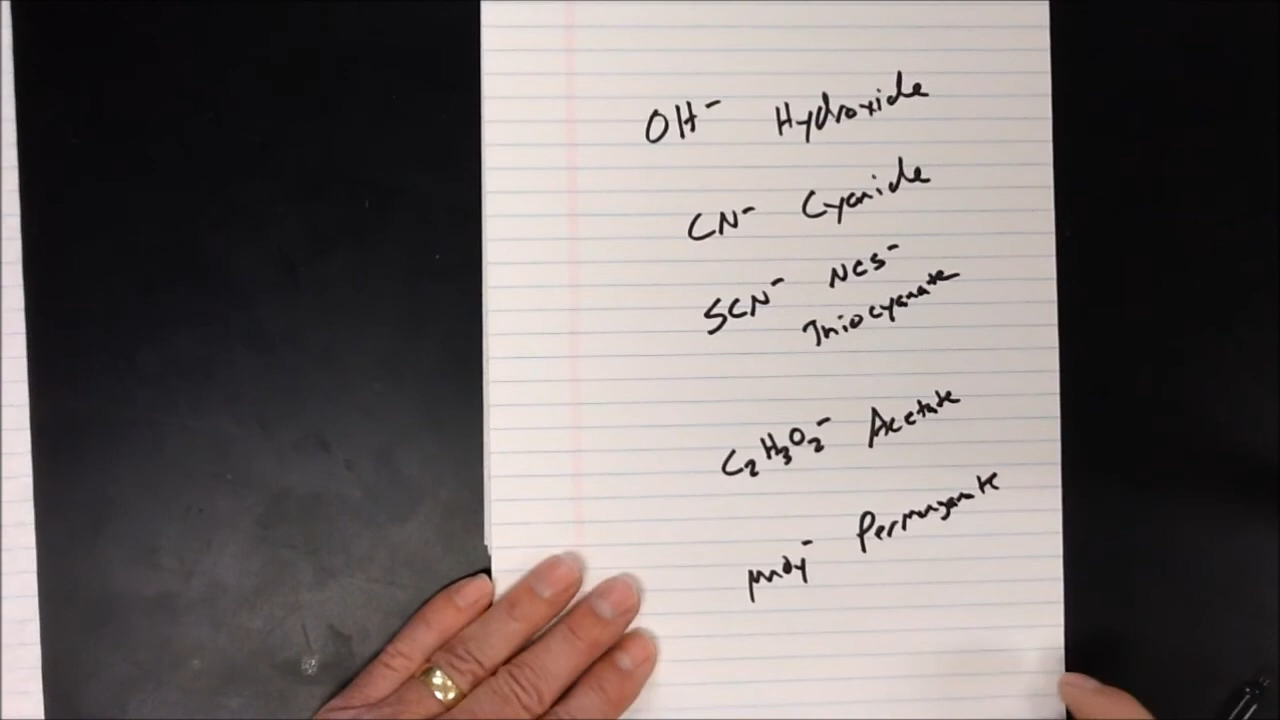 OH⁻ Hydroxide
CN⁻ Cyanide
SCN⁻ NCS⁻
Thiocyanate
C₂H₃O₂⁻ Acetate
MnO₄⁻ Permanganate